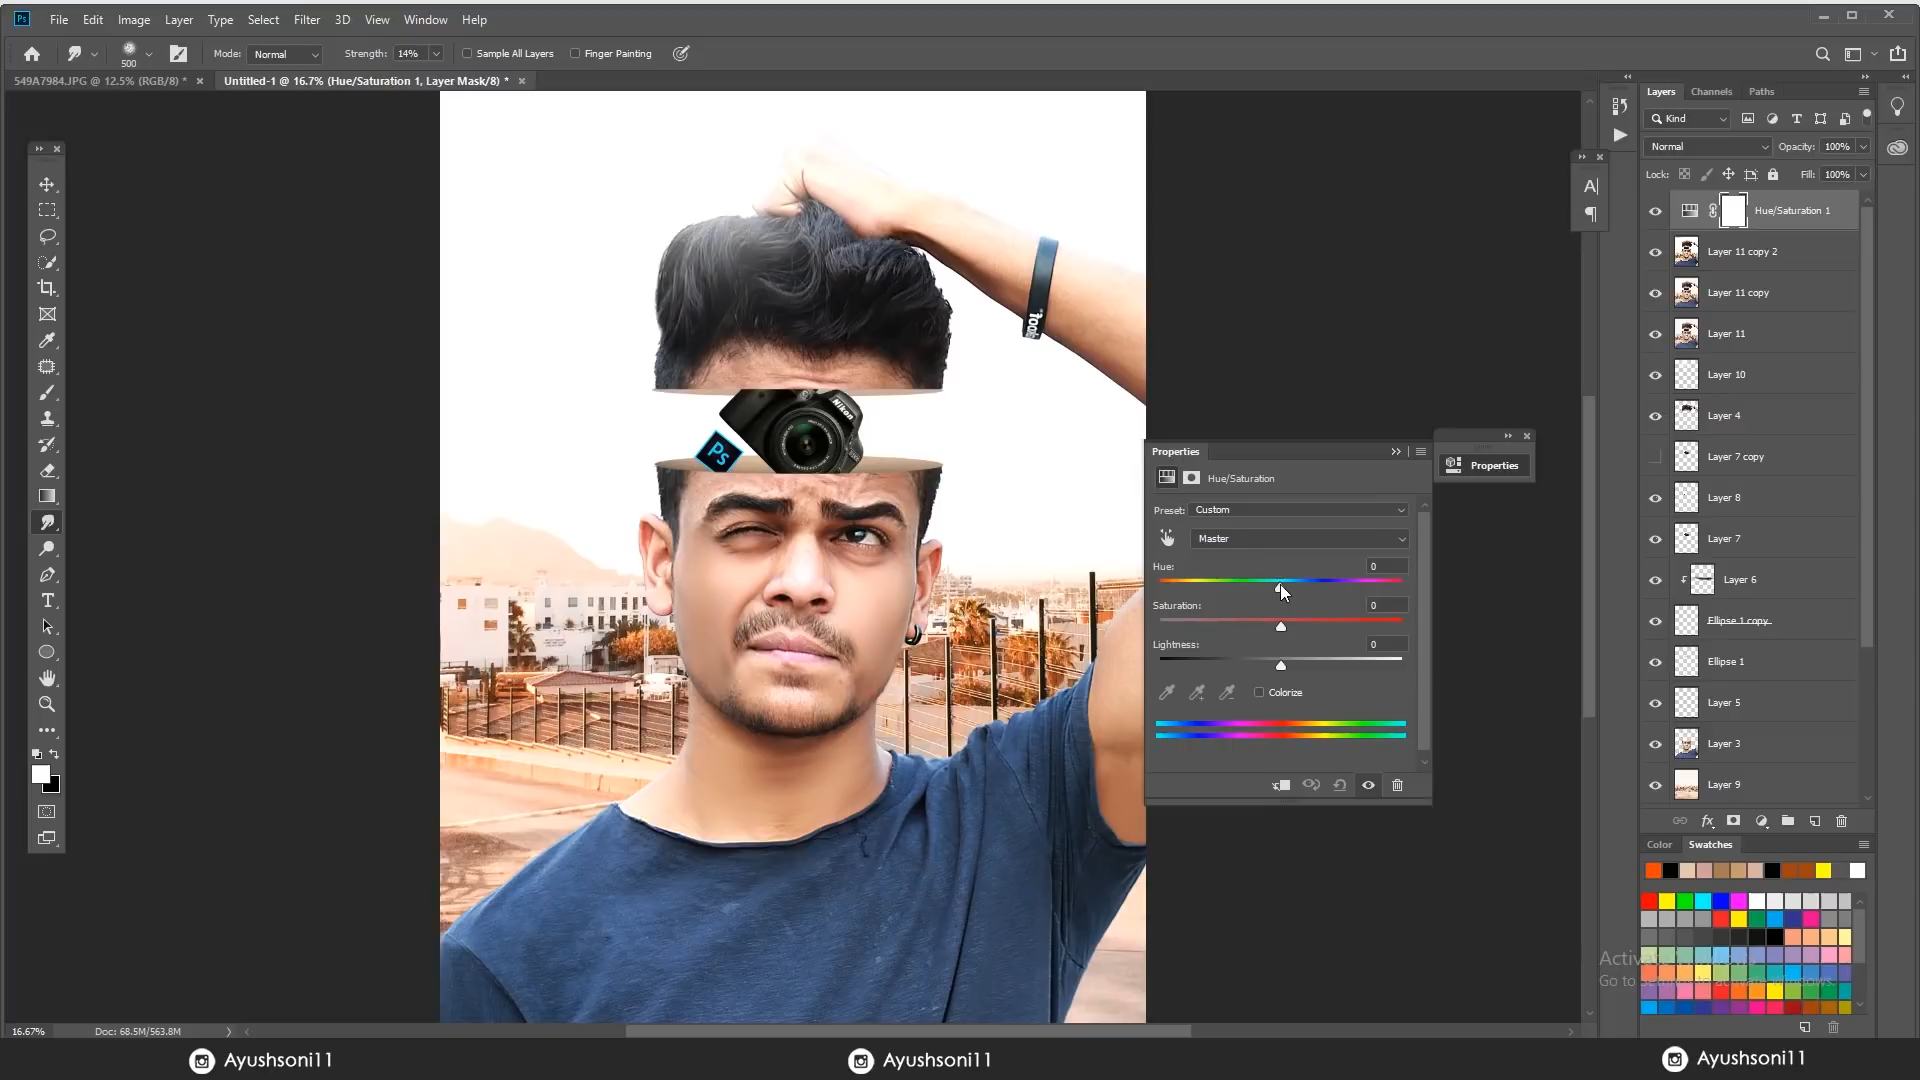 Ps File Edit Image Layer Type Select Filter 3D View Window Help
500 Mode: Normal Strength: 14% Sample All Layers Finger Painting
549A7984.JPG @ 12.5% (RGB/8) * Untitled-1 @ 16.7% (Hue/Saturation 1, Layer Mask/8) *
Layers Channels Paths
Kind
Normal Opacity: 100%
Lock: Fill: 100%
Hue/Saturation 1
Layer 11 copy 2
Layer 11 copy
Layer 11
Layer 10
Layer 4
Layer 7 copy
Layer 8
Layer 7
Layer 6
Ellipse 1 copy
Ellipse 1
Layer 5
Layer 3
Layer 9
Nikon
Ps
Properties
Properties
Hue/Saturation
Preset: Custom
Master
Hue: 0
Saturation: 0
Lightness: 0
Colorize
Color Swatches
16.67% Doc: 68.5M/563.8M
Ayushsoni11 Ayushsoni11 Ayushsoni11